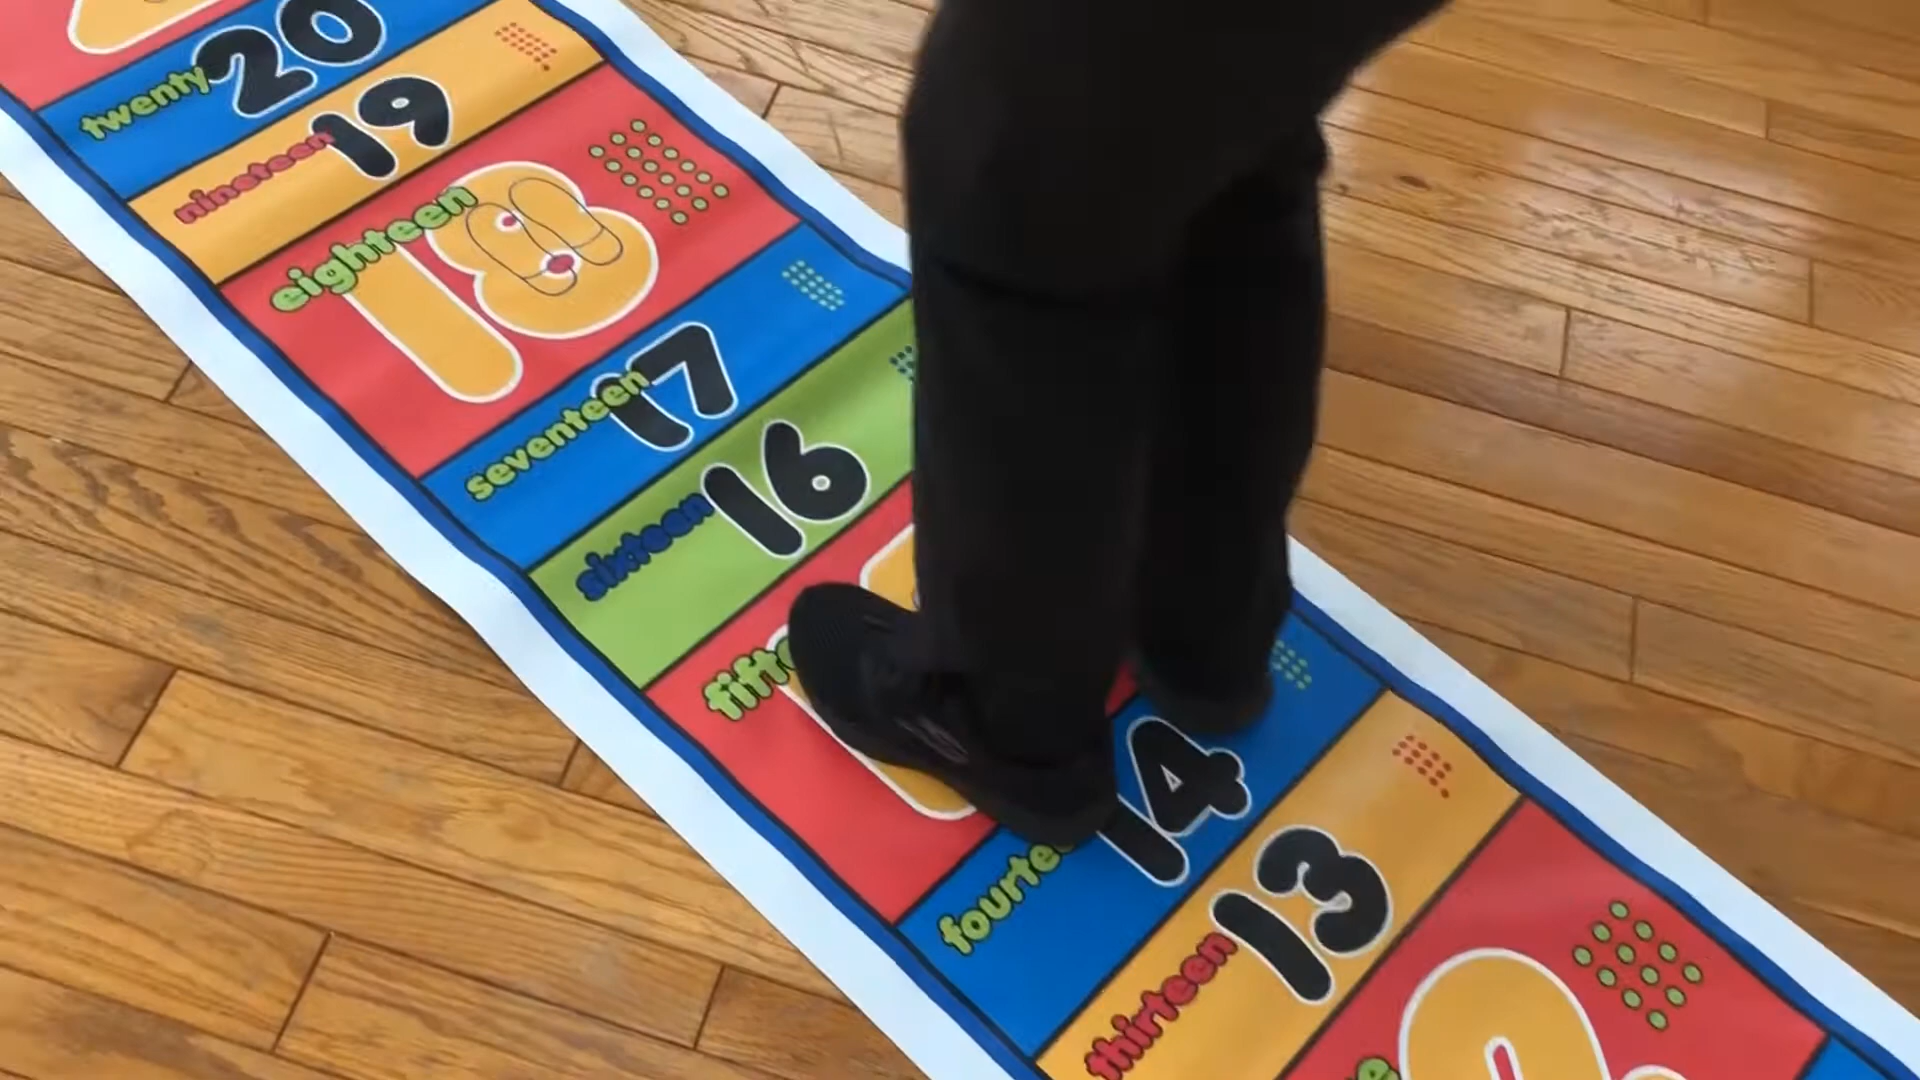 twenty 20
nineteen 19
eighteen 18
seventeen 17
sixteen 16
14
thirteen 13